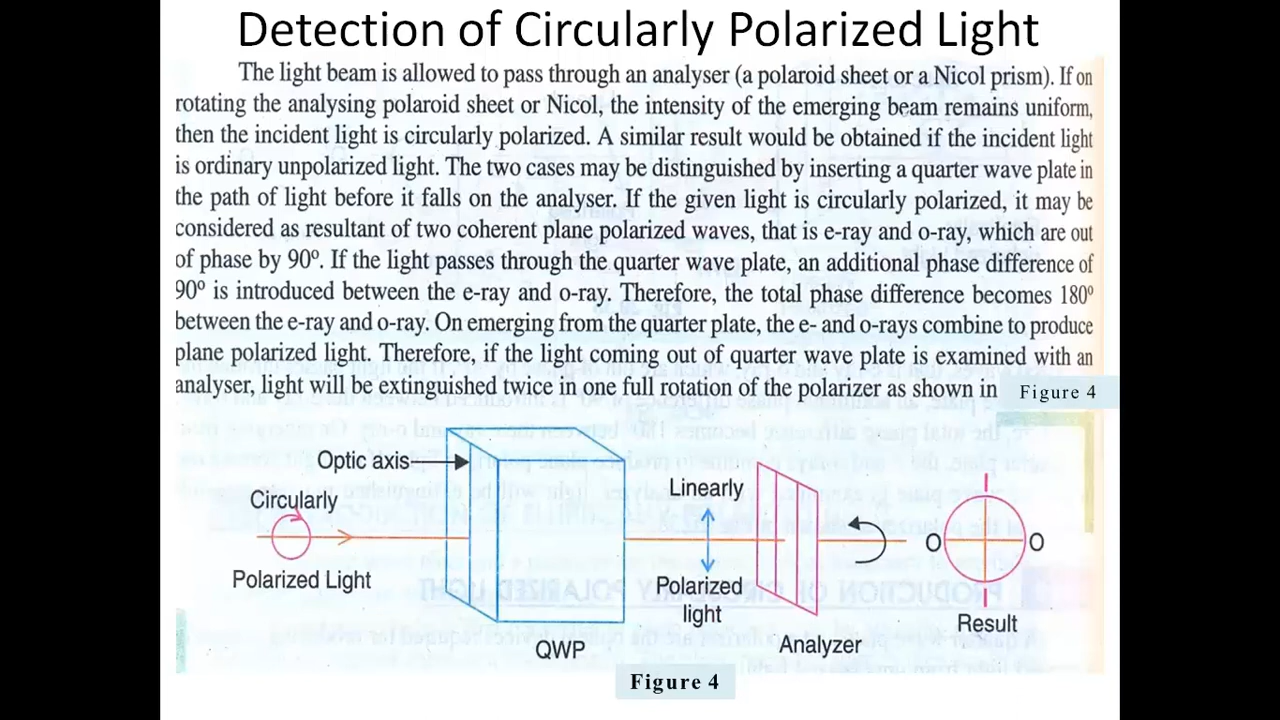 Detection of Circularly Polarized Light
The light beam is allowed to pass through an analyser (a polaroid sheet or a Nicol prism). If on
rotating the analysing polaroid sheet or Nicol, the intensity of the emerging beam remains uniform,
then the incident light is circularly polarized. A similar result would be obtained if the incident light
is ordinary unpolarized light. The two cases may be distinguished by inserting a quarter wave plate in
the path of light before it falls on the analyser. If the given light is circularly polarized, it may be
considered as resultant of two coherent plane polarized waves, that is e-ray and o-ray, which are out
of phase by 90º. If the light passes through the quarter wave plate, an additional phase difference of
90º is introduced between the e-ray and o-ray. Therefore, the total phase difference becomes 180º
between the e-ray and o-ray. On emerging from the quarter plate, the e- and o-rays combine to produce
plane polarized light. Therefore, if the light coming out of quarter wave plate is examined with an
analyser, light will be extinguished twice in one full rotation of the polarizer as shown in Figure 4
Optic axis
Circularly
Polarized Light
QWP
Linearly
Polarized
light
Analyzer
O O
Result
Figure 4